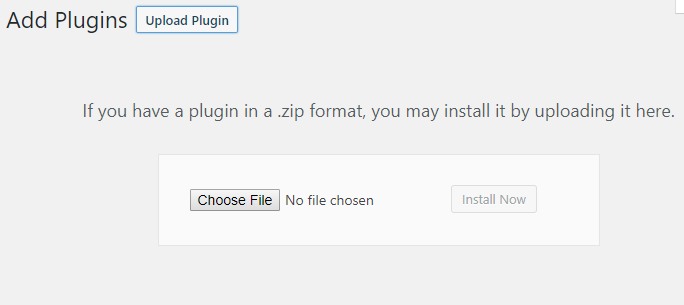 Add Plugins Upload Plugin
If you have a plugin in a .zip format, you may install it by uploading it here.
Choose File No file chosen Install Now